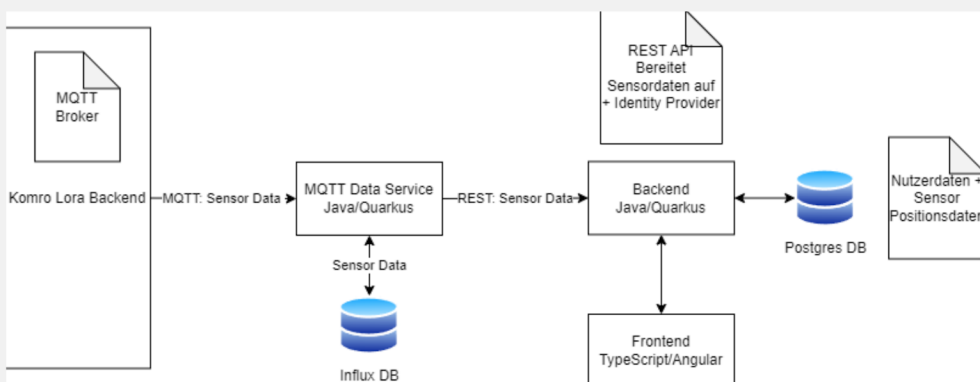 MQTT
Broker
Komro Lora Backend
MQTT: Sensor Data
MQTT Data Service
Java/Quarkus
Sensor Data
Influx DB
REST: Sensor Data
REST API
Bereitet
Sensordaten auf
+ Identity Provider
Backend
Java/Quarkus
Postgres DB
Nutzerdaten +
Sensor
Positionsdaten
Frontend
TypeScript/Angular